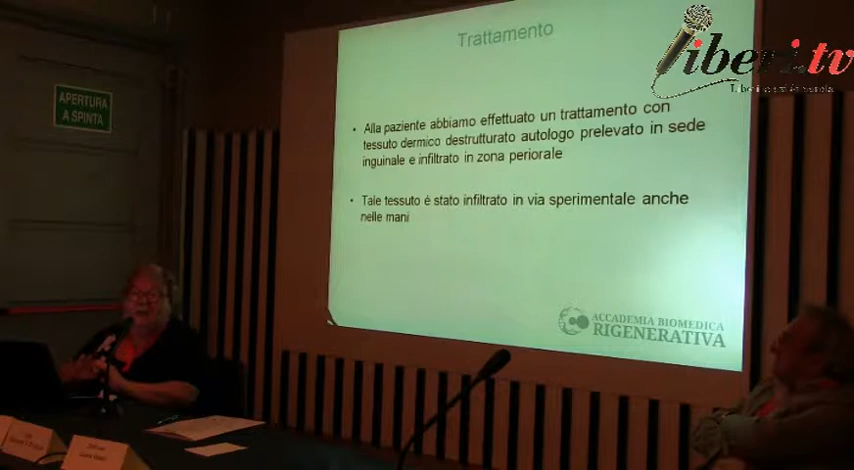 Trattamento
liberi.tv
APERTURA
A SPINTA
• Alla paziente abbiamo effettuato un trattamento con
tessuto dermico destrutturato autologo prelevato in sede
inguinale e infiltrato in zona periorale
• Tale tessuto è stato infiltrato in via sperimentale anche
nelle mani
ACCADEMIA BIOMEDICA
RIGENERATIVA